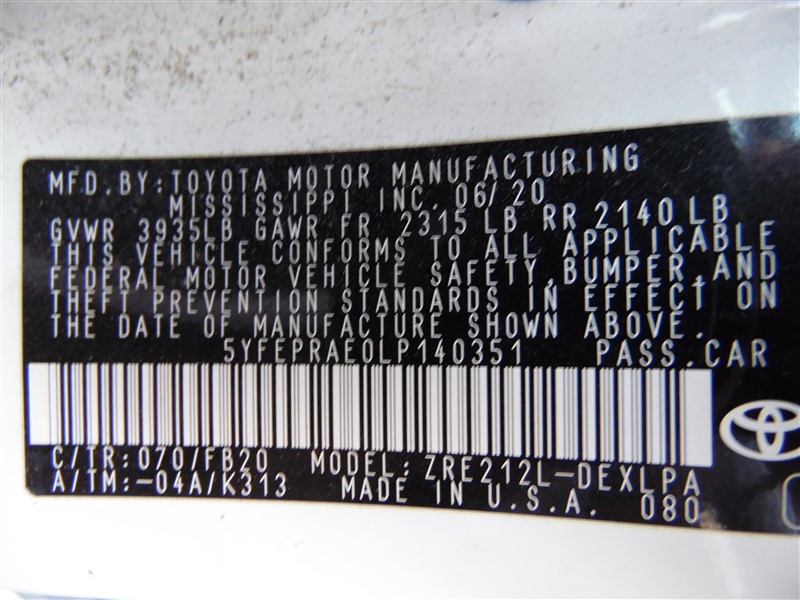 MFD. BY: TOYOTA MOTOR MANUFACTURING
MISSISSIPPI INC. 06/20
GVWR 3935LB GAWR FR 2315 LB RR 2140 LB
THIS VEHICLE CONFORMS TO ALL APPLICABLE
FEDERAL MOTOR VEHICLE SAFETY, BUMPER, AND
THEFT PREVENTION STANDARDS IN EFFECT ON
THE DATE OF MANUFACTURE SHOWN ABOVE.
5YFEPRAE0LP140351 PASS. CAR
C/TR: 070/FB20 MODEL: ZRE212L-DEXLPA
A/TM: -04A/K313 MADE IN U.S.A. 080